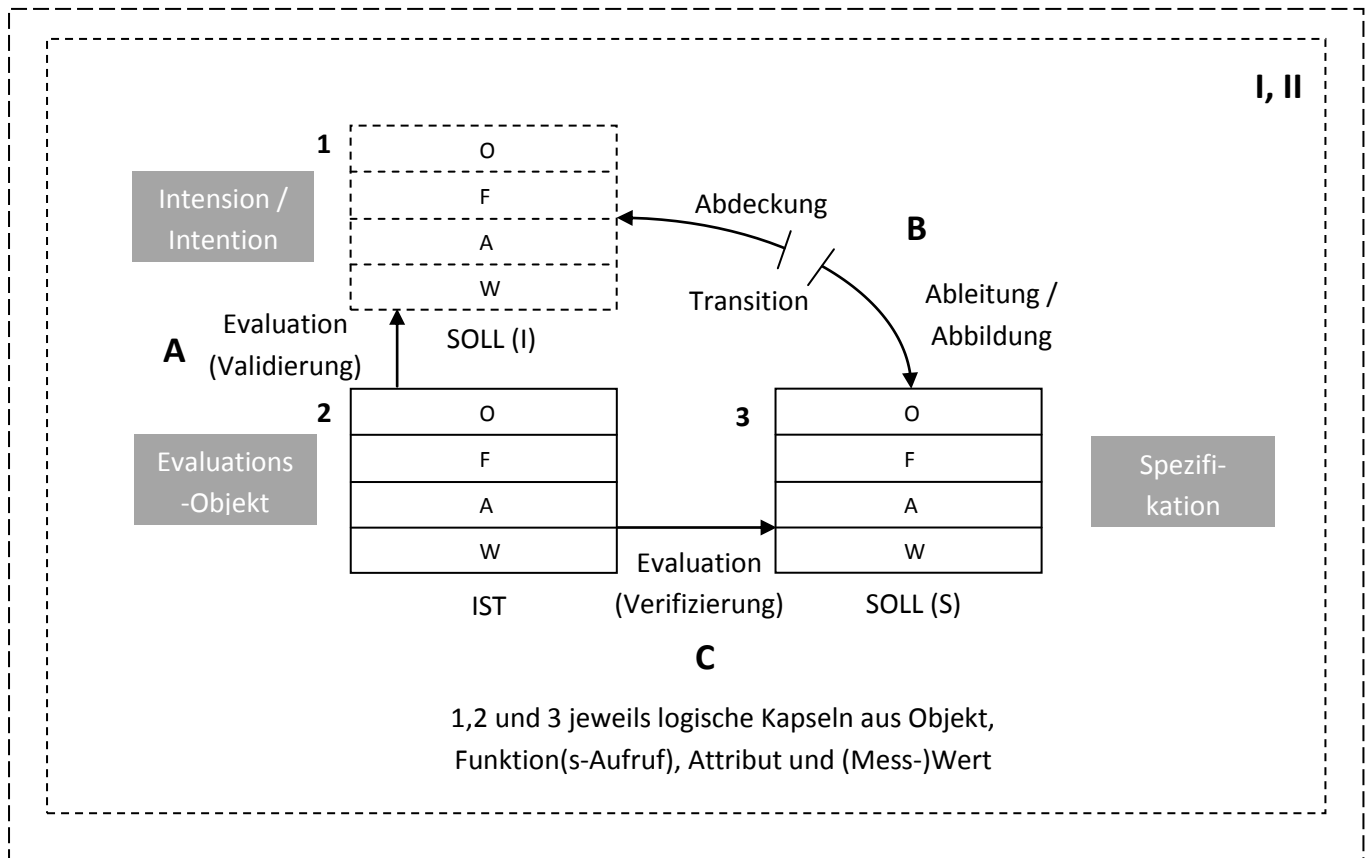 I, II
1
O
F
A
W
Intension /
Intention
SOLL (I)
Abdeckung
B
Transition
Ableitung /
Abbildung
A
Evaluation
(Validierung)
2
O
F
A
W
Evaluations
-Objekt
IST
Evaluation
(Verifizierung)
3
O
F
A
W
SOLL (S)
Spezifi-
kation
C
1,2 und 3 jeweils logische Kapseln aus Objekt,
Funktion(s-Aufruf), Attribut und (Mess-)Wert